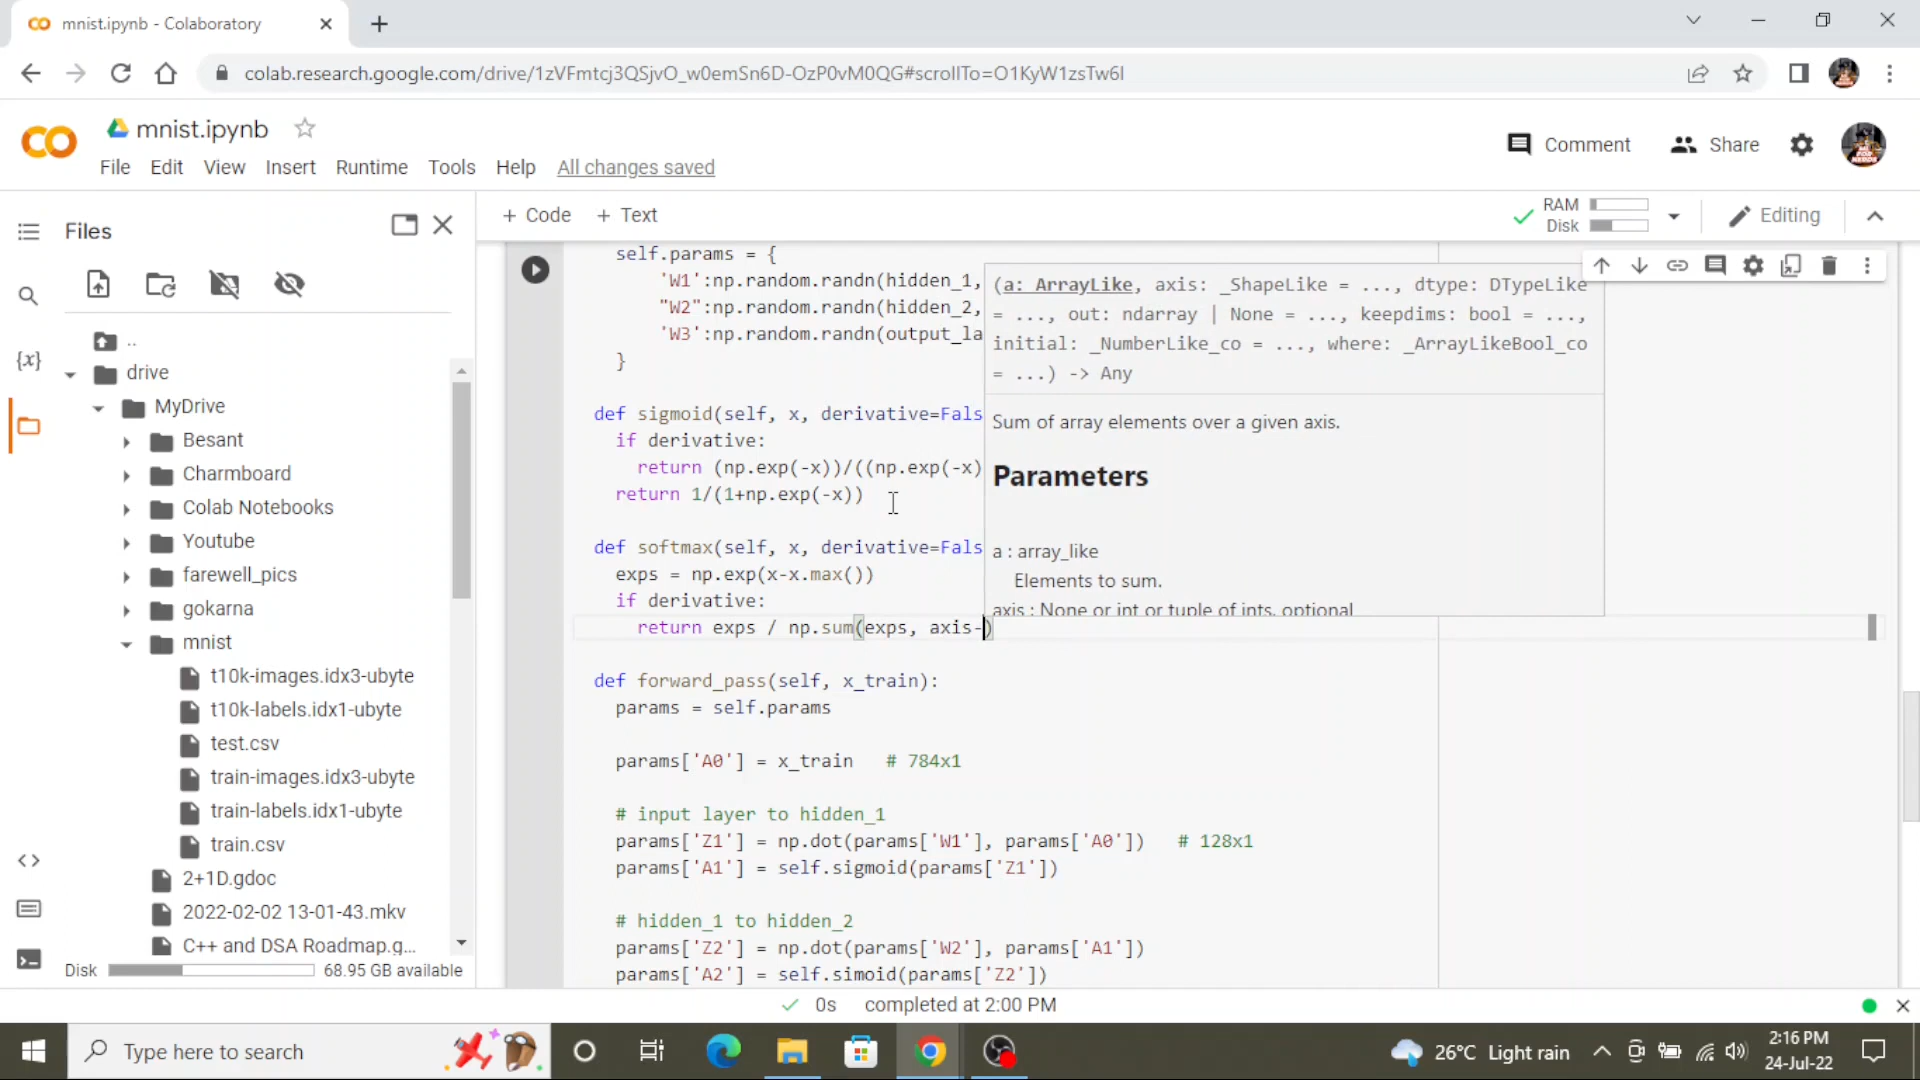 mnist.ipynb - Colaboratory
colab.research.google.com/drive/1zVFmtcj3QSjvO_w0emSn6D-OzP0vM0QG#scrollTo=O1KyW1zsTw6I
mnist.ipynb
File Edit View Insert Runtime Tools Help All changes saved
Comment Share
Files
+ Code + Text
RAM
Disk
Editing
..
drive
MyDrive
Besant
Charmboard
Colab Notebooks
Youtube
farewell_pics
gokarna
mnist
t10k-images.idx3-ubyte
t10k-labels.idx1-ubyte
test.csv
train-images.idx3-ubyte
train-labels.idx1-ubyte
train.csv
2+1D.gdoc
2022-02-02 13-01-43.mkv
C++ and DSA Roadmap.g...
Disk 68.95 GB available
self.params = {
'W1':np.random.randn(hidden_1,
"W2":np.random.randn(hidden_2,
'W3':np.random.randn(output_la
}
def sigmoid(self, x, derivative=Fals
if derivative:
return (np.exp(-x))/((np.exp(-x)
return 1/(1+np.exp(-x))
def softmax(self, x, derivative=Fals
exps = np.exp(x-x.max())
if derivative:
return exps / np.sum(exps, axis-)
def forward_pass(self, x_train):
params = self.params
params['A0'] = x_train # 784x1
# input layer to hidden_1
params['Z1'] = np.dot(params['W1'], params['A0']) # 128x1
params['A1'] = self.sigmoid(params['Z1'])
# hidden_1 to hidden_2
params['Z2'] = np.dot(params['W2'], params['A1'])
params['A2'] = self.simoid(params['Z2'])
(a: ArrayLike, axis: _ShapeLike = ..., dtype: DTypeLike
= ..., out: ndarray | None = ..., keepdims: bool = ...,
initial: _NumberLike_co = ..., where: _ArrayLikeBool_co
= ...) -> Any
Sum of array elements over a given axis.
Parameters
a : array_like
Elements to sum.
axis : None or int or tuple of ints, optional
0s completed at 2:00 PM
Type here to search
26°C Light rain
2:16 PM
24-Jul-22